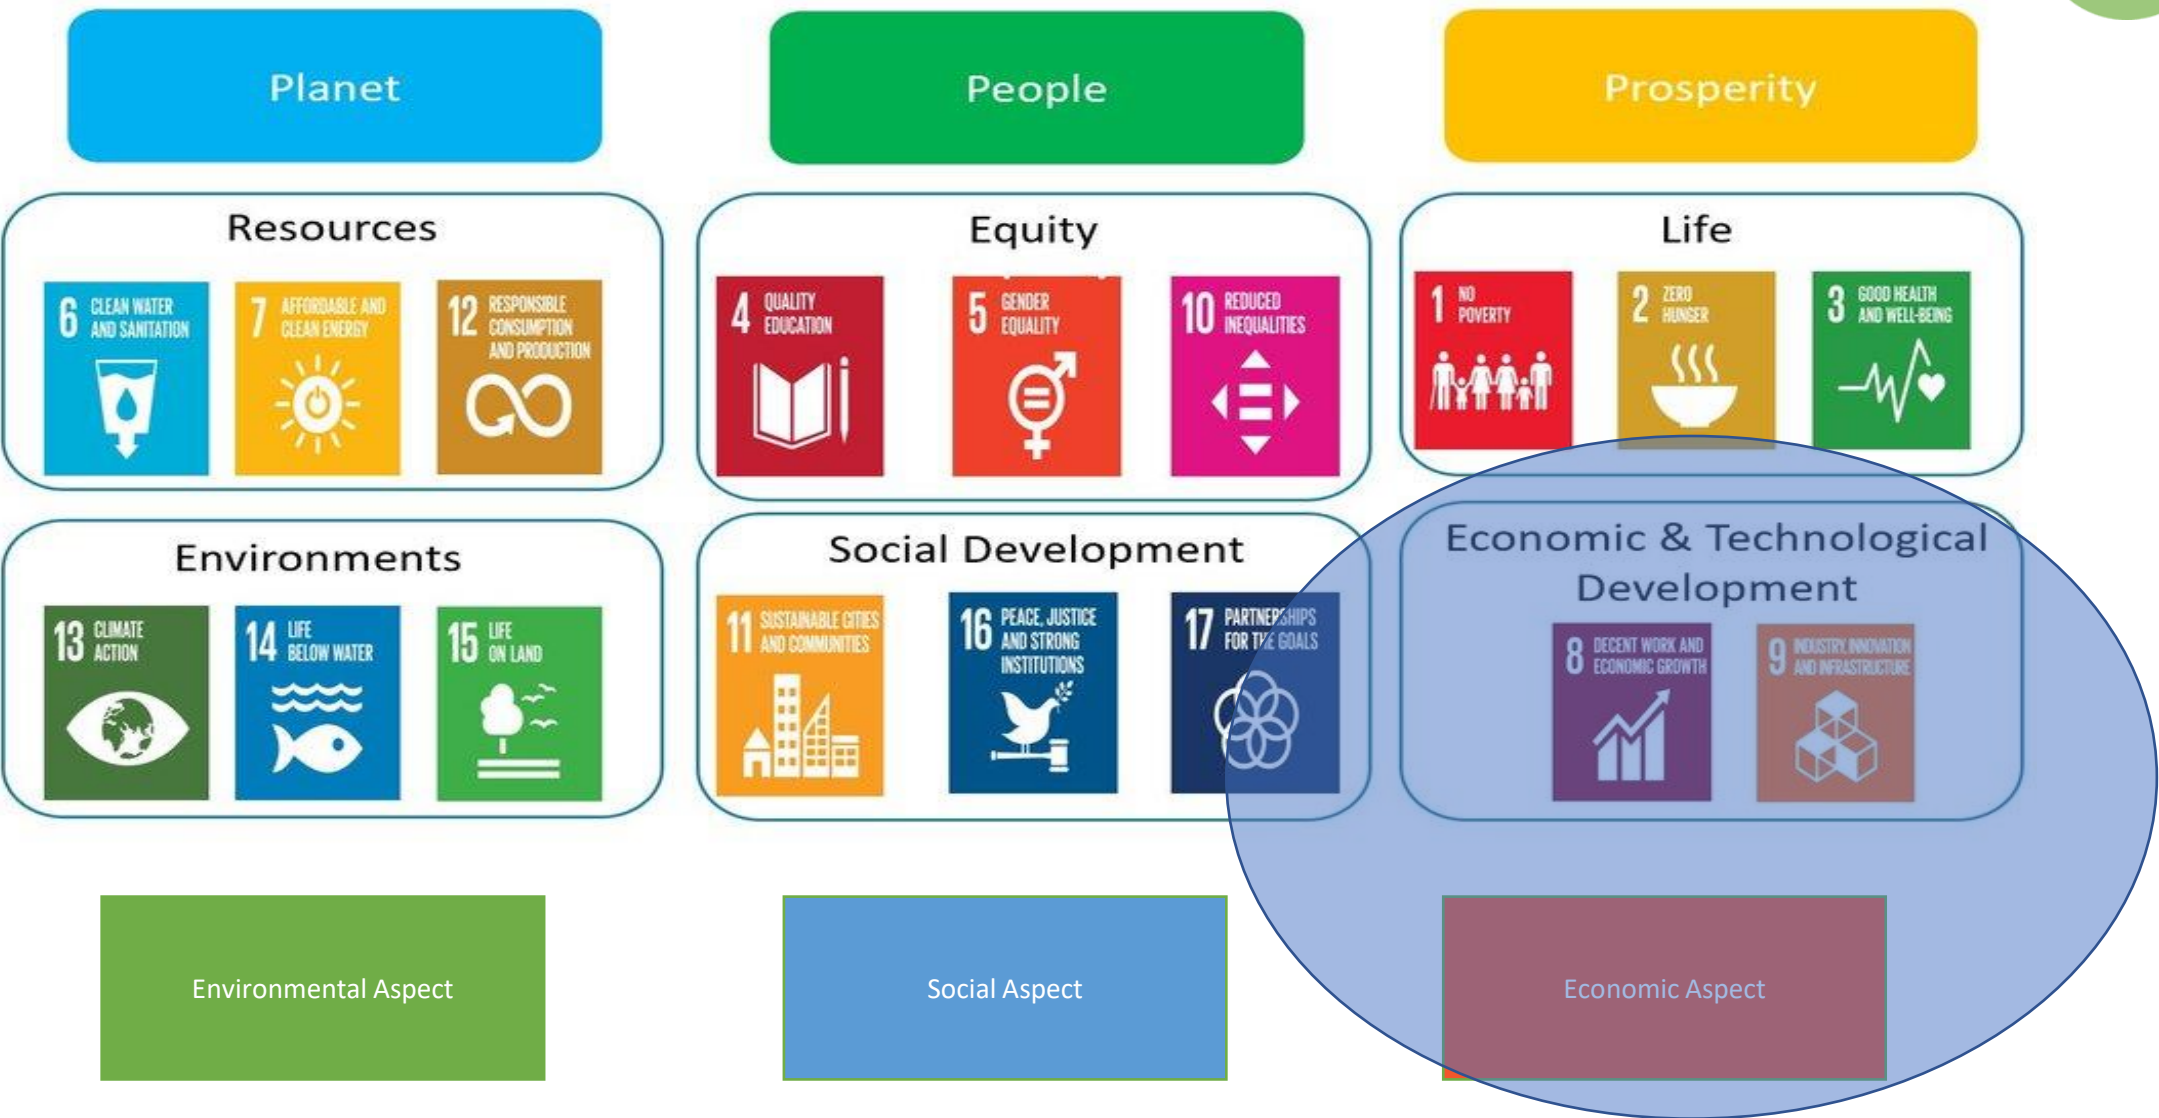 Planet
People
Prosperity
Resources
6 CLEAN WATER
AND SANITATION
7 AFFORDABLE AND
CLEAN ENERGY
12 RESPONSIBLE
CONSUMPTION
AND PRODUCTION
Equity
4 QUALITY
EDUCATION
5 GENDER
EQUALITY
10 REDUCED
INEQUALITIES
Life
1 NO
POVERTY
2 ZERO
HUNGER
3 GOOD HEALTH
AND WELL-BEING
Environments
13 CLIMATE
ACTION
14 LIFE
BELOW WATER
15 LIFE
ON LAND
Social Development
11 SUSTAINABLE CITIES
AND COMMUNITIES
16 PEACE, JUSTICE
AND STRONG
INSTITUTIONS
17 PARTNERSHIPS
FOR THE GOALS
Economic & Technological
Development
8 DECENT WORK AND
ECONOMIC GROWTH
9 INDUSTRY, INNOVATION
AND INFRASTRUCTURE
Environmental Aspect
Social Aspect
Economic Aspect